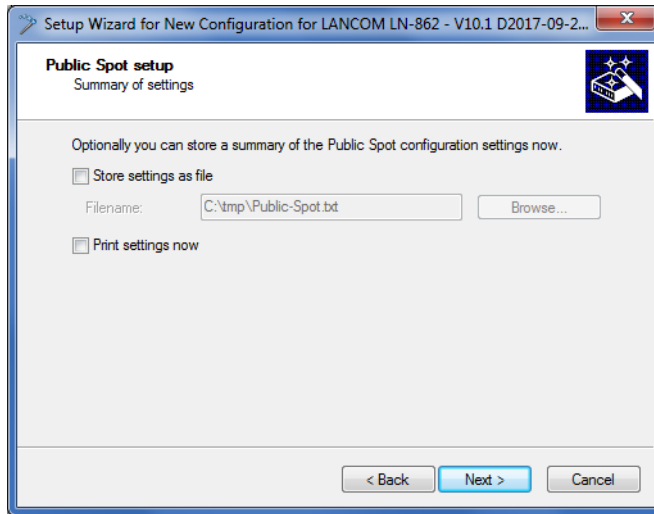 Setup Wizard for New Configuration for LANCOM LN-862 - V10.1 D2017-09-2...
Public Spot setup
Summary of settings
Optionally you can store a summary of the Public Spot configuration settings now.
Store settings as file
Filename: C:\tmp\Public-Spot.txt Browse...
Print settings now
< Back Next > Cancel